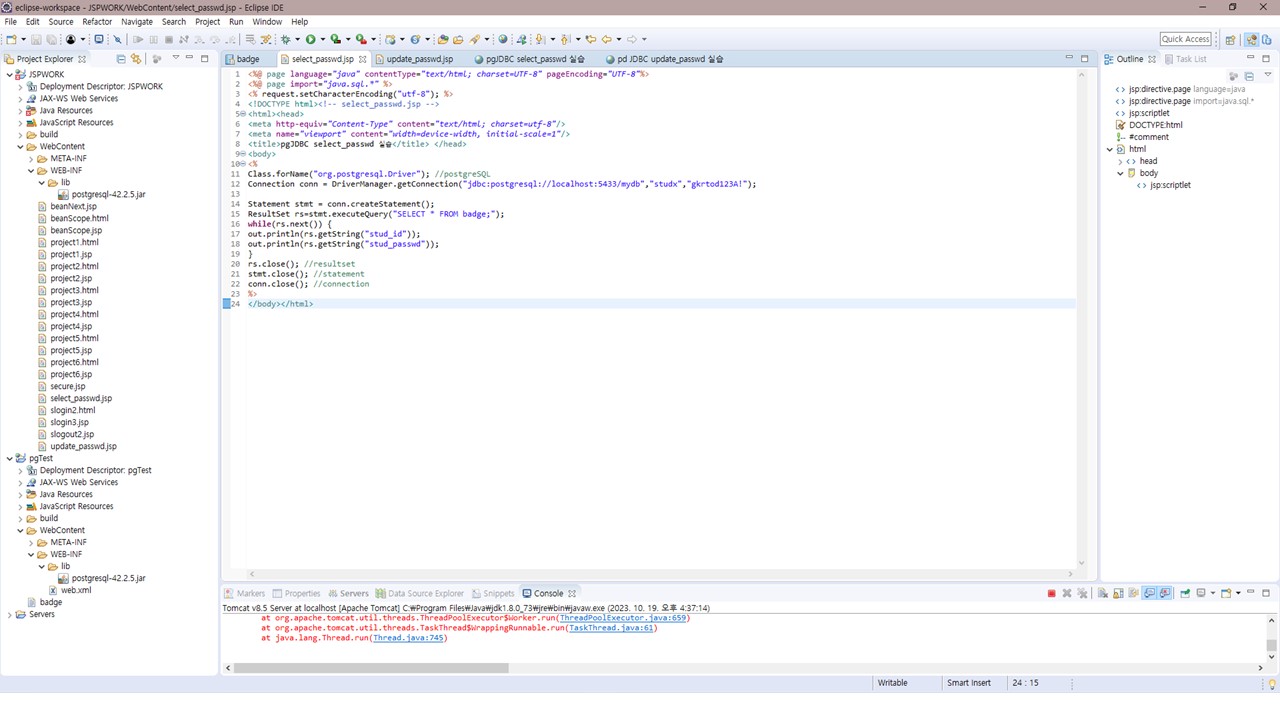 eclipse-workspace - JSPWORK/WebContent/select_passwd.jsp - Eclipse IDE
File Edit Source Refactor Navigate Search Project Run Window Help
Quick Access
Project Explorer
JSPWORK
Deployment Descriptor: JSPWORK
JAX-WS Web Services
Java Resources
JavaScript Resources
build
WebContent
META-INF
WEB-INF
lib
postgresql-42.2.5.jar
beanNext.jsp
beanScope.html
beanScope.jsp
project1.html
project1.jsp
project2.html
project2.jsp
project3.html
project3.jsp
project4.html
project4.jsp
project5.html
project5.jsp
project6.html
project6.jsp
secure.jsp
select_passwd.jsp
slogin2.html
slogin3.jsp
slogout2.jsp
update_passwd.jsp
pgTest
Deployment Descriptor: pgTest
JAX-WS Web Services
Java Resources
JavaScript Resources
build
WebContent
META-INF
WEB-INF
lib
postgresql-42.2.5.jar
web.xml
badge
Servers
badge select_passwd.jsp update_passwd.jsp pgJDBC select_passwd 실습 pd JDBC update_passwd 실습
1 <%@ page language="java" contentType="text/html; charset=UTF-8" pageEncoding="UTF-8"%>
2 <%@ page import="java.sql.*" %>
3 <% request.setCharacterEncoding("utf-8"); %>
4 <!DOCTYPE html><!-- select_passwd.jsp -->
5 <html><head>
6 <meta http-equiv="Content-Type" content="text/html; charset=utf-8"/>
7 <meta name="viewport" content="width=device-width, initial-scale=1"/>
8 <title>pgJDBC select_passwd 실습</title> </head>
9 <body>
10 <%
11 Class.forName("org.postgresql.Driver"); //postgreSQL
12 Connection conn = DriverManager.getConnection("jdbc:postgresql://localhost:5433/mydb","studx","gkrtod123A!");
13
14 Statement stmt = conn.createStatement();
15 ResultSet rs=stmt.executeQuery("SELECT * FROM badge;");
16 while(rs.next()) {
17 out.println(rs.getString("stud_id"));
18 out.println(rs.getString("stud_passwd"));
19 }
20 rs.close(); //resultset
21 stmt.close(); //statement
22 conn.close(); //connection
23 %>
24 </body></html>
Outline Task List
jsp:directive.page language=java
jsp:directive.page import=java.sql.*
jsp:scriptlet
DOCTYPE:html
#comment
html
head
body
jsp:scriptlet
Markers Properties Servers Data Source Explorer Snippets Console
Tomcat v8.5 Server at localhost [Apache Tomcat] C:₩Program Files₩Java₩jdk1.8.0_73₩jre₩bin₩javaw.exe (2023. 10. 19. 오후 4:37:14)
at org.apache.tomcat.util.threads.ThreadPoolExecutor$Worker.run(ThreadPoolExecutor.java:659)
at org.apache.tomcat.util.threads.TaskThread$WrappingRunnable.run(TaskThread.java:61)
at java.lang.Thread.run(Thread.java:745)
Writable Smart Insert 24 : 15